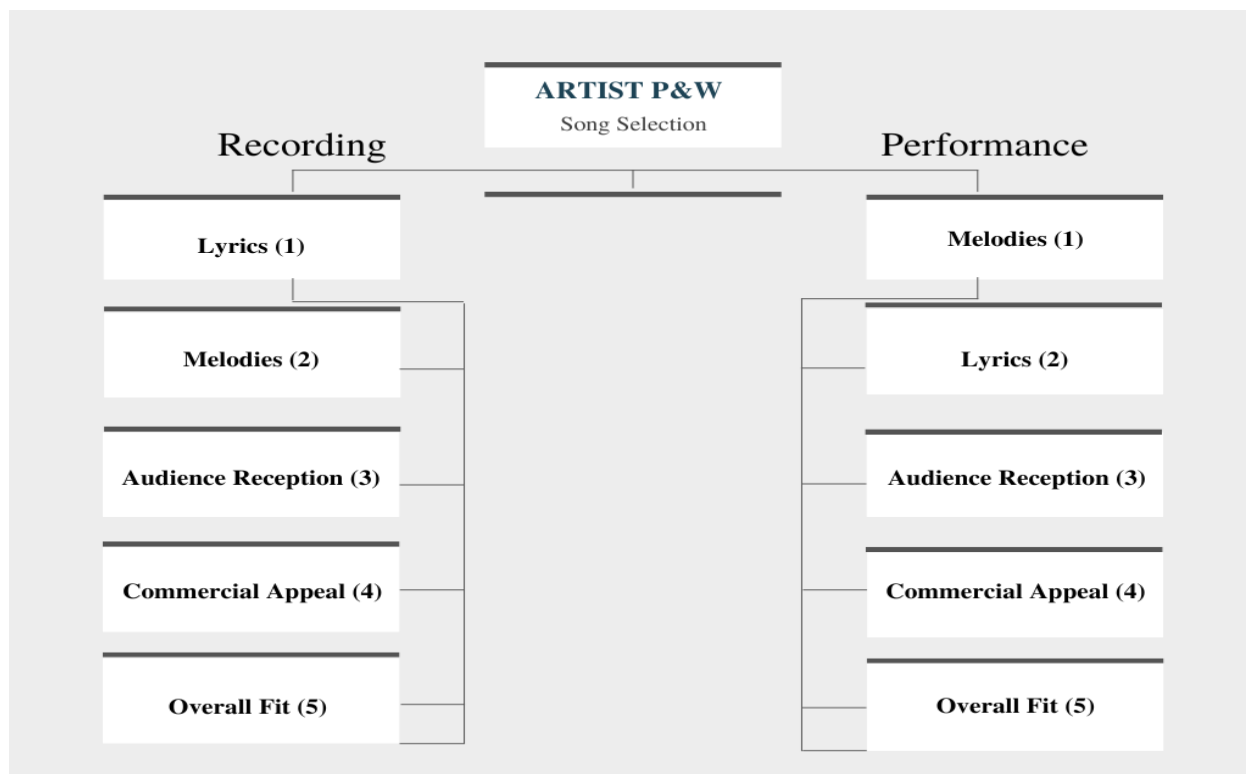 ARTIST P&W
Song Selection
Recording
Performance
Lyrics (1)
Melodies (2)
Audience Reception (3)
Commercial Appeal (4)
Overall Fit (5)
Melodies (1)
Lyrics (2)
Audience Reception (3)
Commercial Appeal (4)
Overall Fit (5)